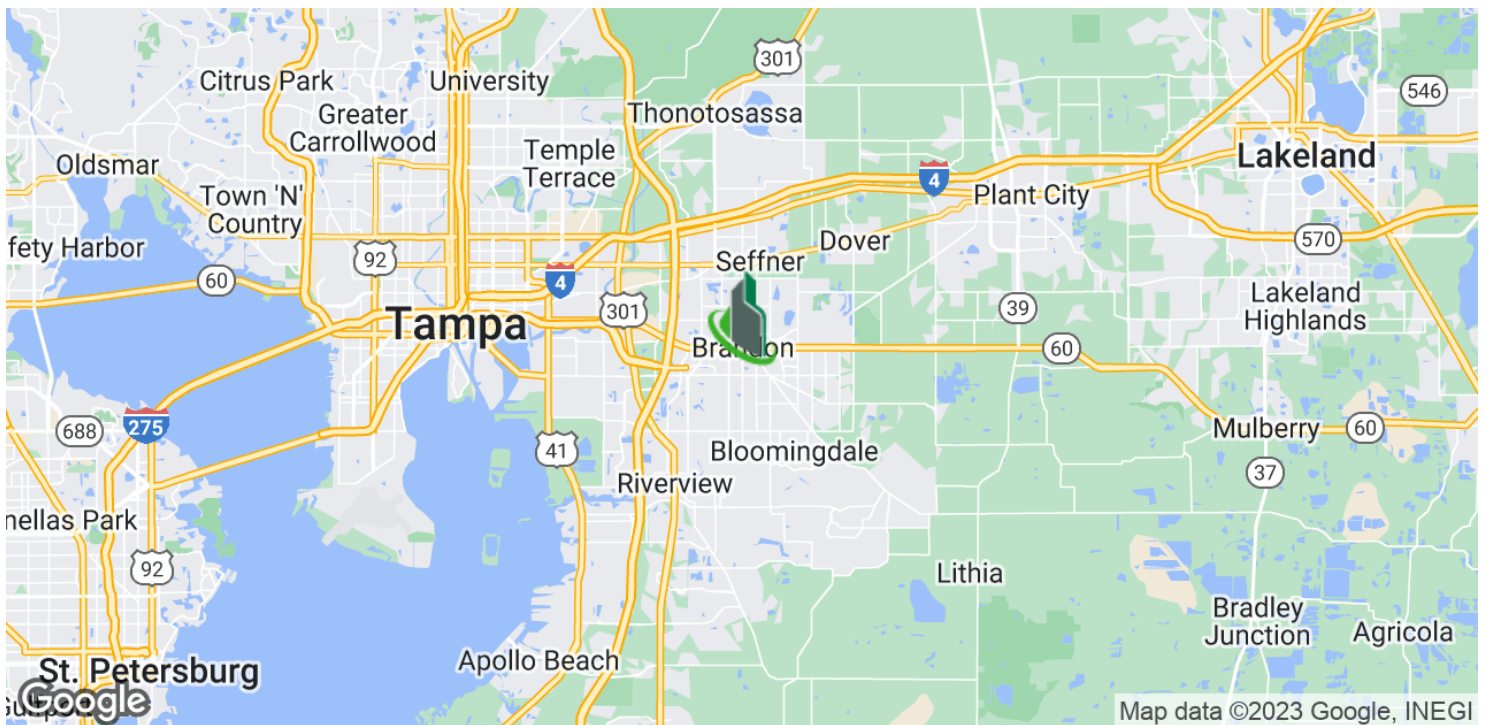 301
Citrus Park
University
546
Greater
Carrollwood
Thonotosassa
Oldsmar
Temple
Terrace
Lakeland
4
Town 'N'
Country
Plant City
fety Harbor
92
Dover
570
Seffner
60
4
301
39
Lakeland
Highlands
Tampa
Brandon
60
688
275
Mulberry
60
41
Bloomingdale
37
Riverview
nellas Park
92
Lithia
Bradley
Junction
Agricola
Apollo Beach
St. Petersburg
Google
Map data ©2023 Google, INEGI